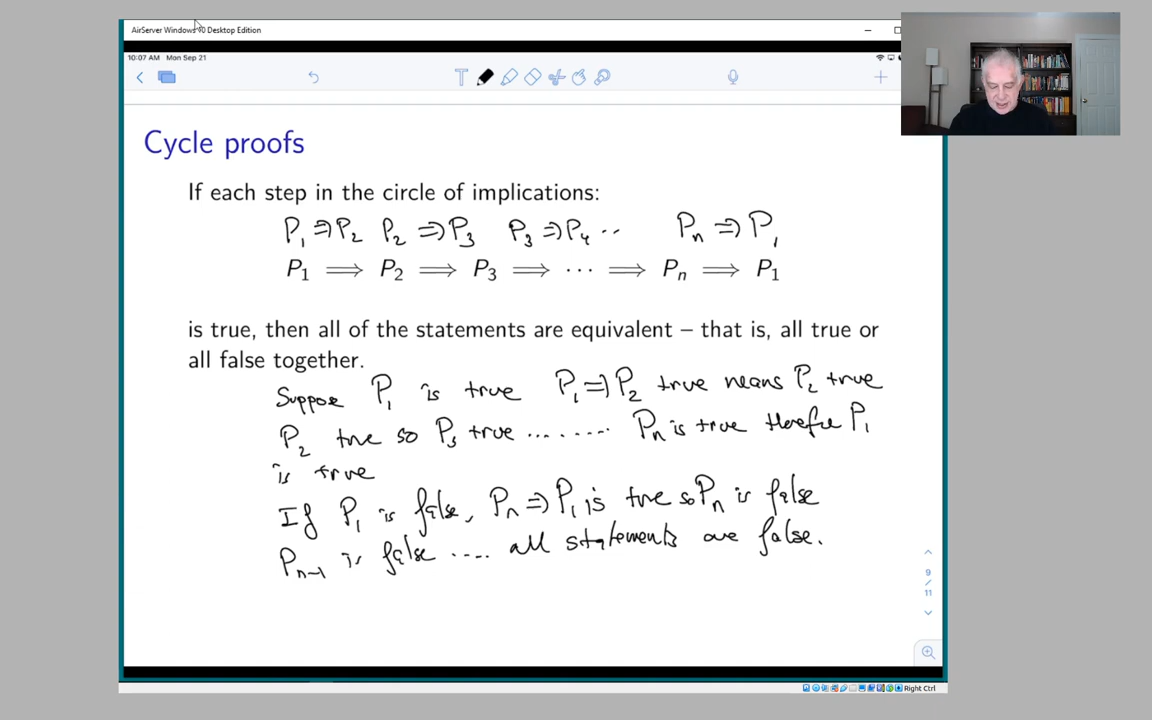 AirServer Windows 10 Desktop Edition
10:07 AM Mon Sep 21
Cycle proofs
If each step in the circle of implications:
P₁ ⇒ P₂ P₂ ⇒ P₃ P₃ ⇒ P₄ ·· Pₙ ⇒ P₁
P₁ ⟹ P₂ ⟹ P₃ ⟹ ⋯ ⟹ Pₙ ⟹ P₁
is true, then all of the statements are equivalent – that is, all true or
all false together.
Suppose P₁ is true P₁ ⇒ P₂ true means P₂ true
P₂ true so P₃ true ......... Pₙ is true therefore P₁
is true
If P₁ is false, Pₙ ⇒ P₁ is true so Pₙ is false
Pₙ₋₁ is false .... all statements are false.
9
/
11
Right Ctrl